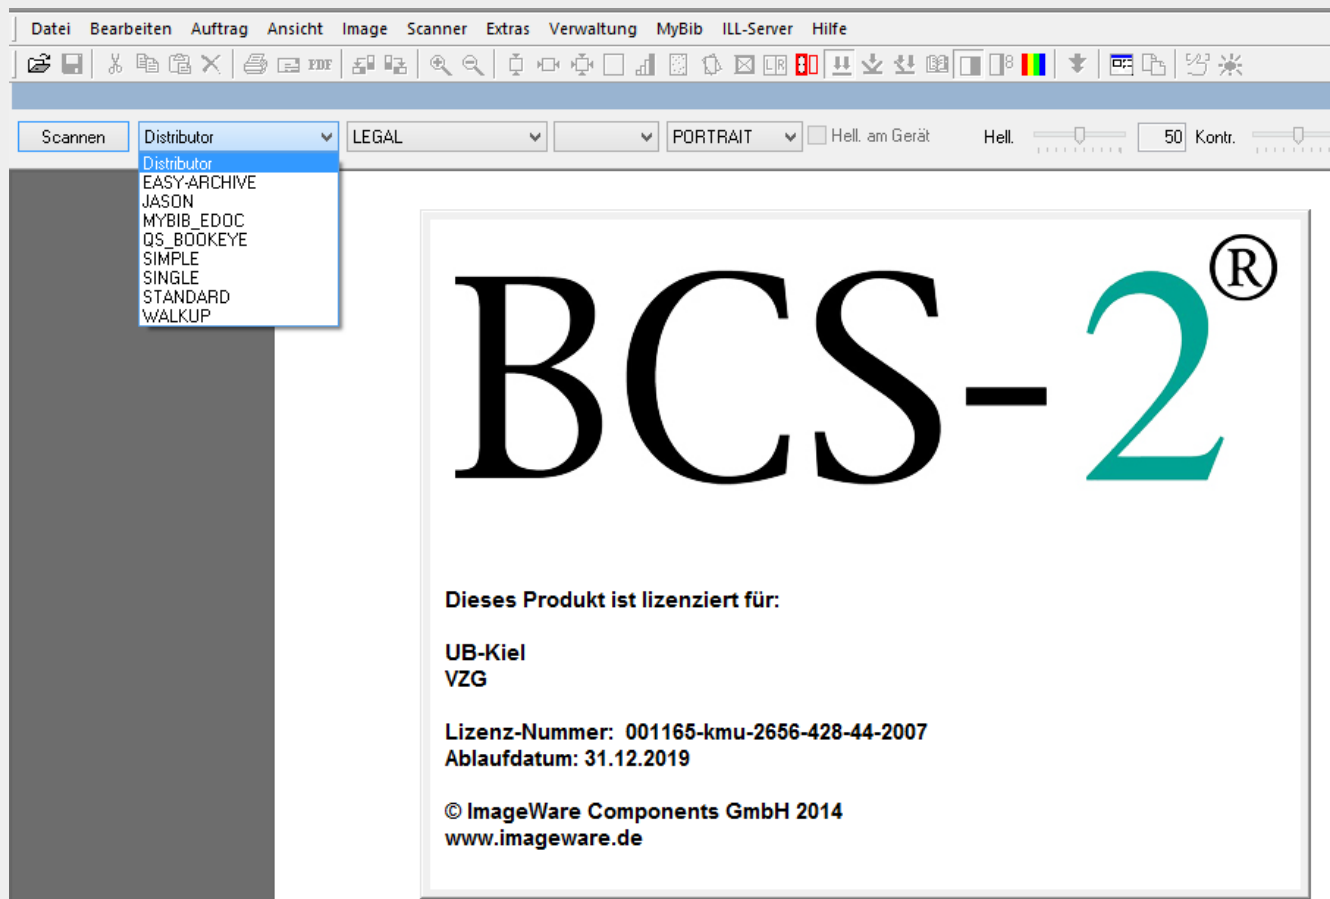 Datei Bearbeiten Auftrag Ansicht Image Scanner Extras Verwaltung MyBib ILL-Server Hilfe
PDF LR 8
Scannen Distributor LEGAL PORTRAIT Hell. am Gerät Hell. 50 Kontr.
Distributor
EASY-ARCHIVE
JASON
MYBIB_EDOC
QS_BOOKEYE
SIMPLE
SINGLE
STANDARD
WALKUP
BCS-2®
Dieses Produkt ist lizenziert für:
UB-Kiel
VZG
Lizenz-Nummer: 001165-kmu-2656-428-44-2007
Ablaufdatum: 31.12.2019
© ImageWare Components GmbH 2014
www.imageware.de